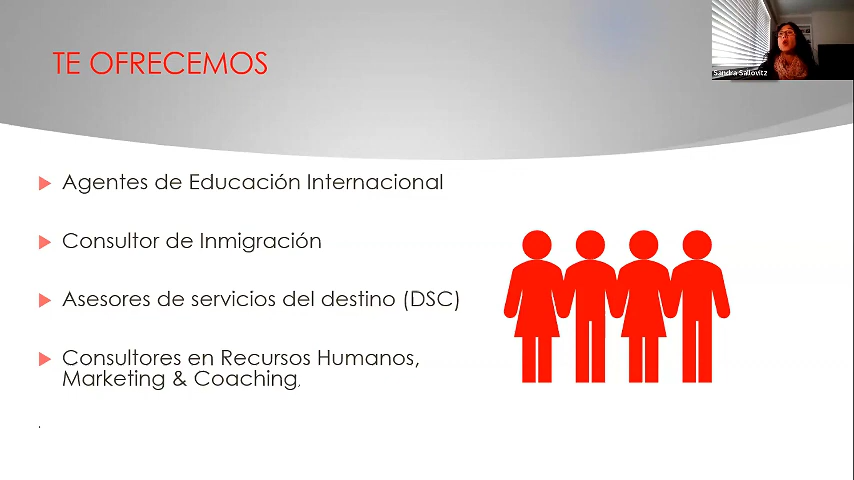 TE OFRECEMOS
Sandra Sallovitz
Agentes de Educación Internacional
Consultor de Inmigración
Asesores de servicios del destino (DSC)
Consultores en Recursos Humanos,
Marketing & Coaching,
.